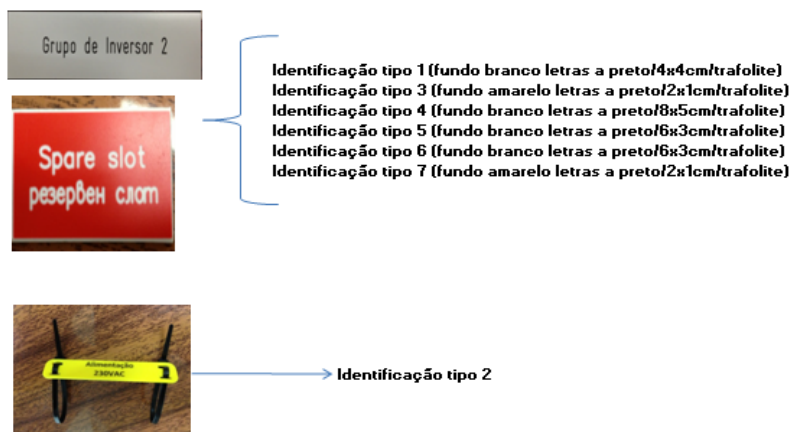 Grupo de Inversor 2
Identificação tipo 1 (fundo branco letras a preto/4x4cm/trafolite)
Identificação tipo 3 (fundo amarelo letras a preto/2x1cm/trafolite)
Identificação tipo 4 (fundo branco letras a preto/8x5cm/trafolite)
Identificação tipo 5 (fundo branco letras a preto/6x3cm/trafolite)
Identificação tipo 6 (fundo branco letras a preto/6x3cm/trafolite)
Identificação tipo 7 (fundo amarelo letras a preto/2x1cm/trafolite)
Spare slot
резервен слот
Alimentação
230VAC
Identificação tipo 2